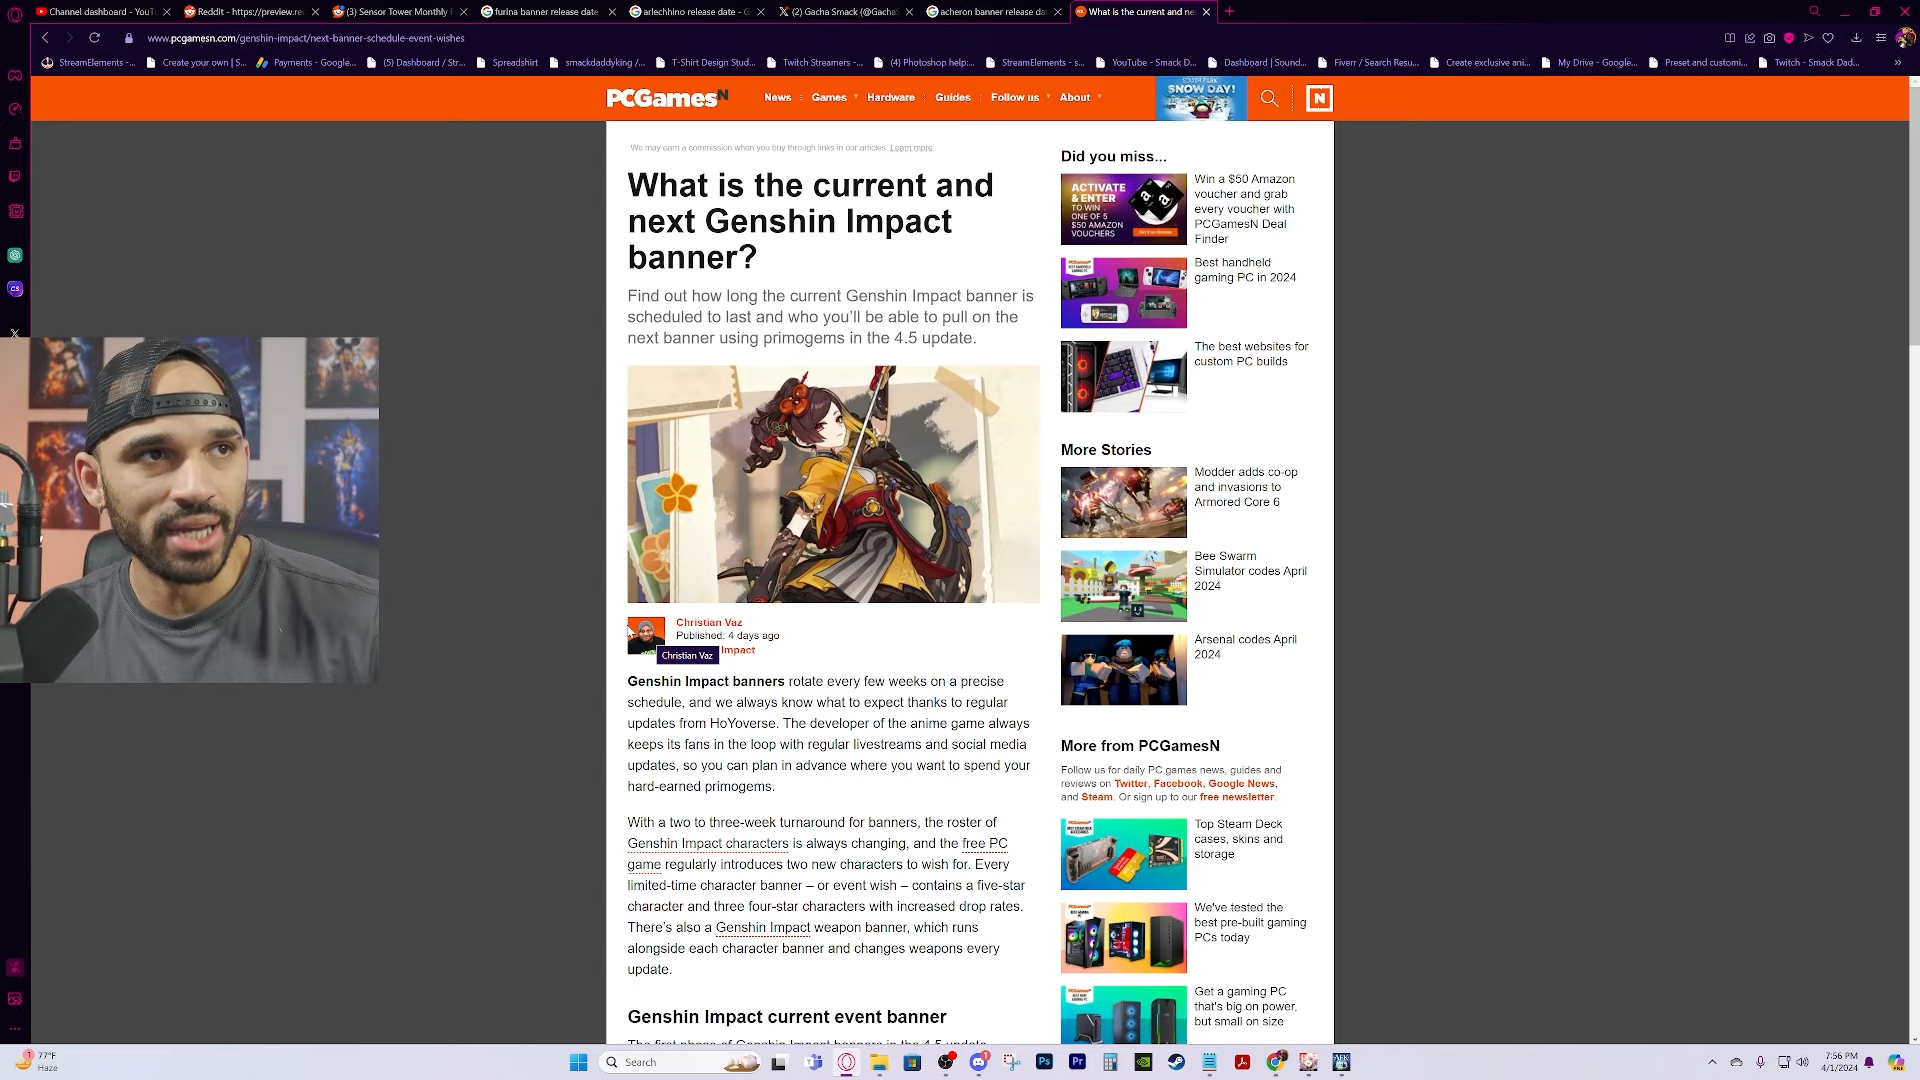 Channel dashboard - YouTu
Reddit - https://preview.re
(3) Sensor Tower Monthly F
furina banner release date
arlechhino release date - G
(2) Gacha Smack (@GachaS
acheron banner release dat
What is the current and ne
www.pcgamesn.com/genshin-impact/next-banner-schedule-event-wishes
StreamElements -...
Create your own | S...
Payments - Google...
(5) Dashboard / Str...
Spreadshirt
smackdaddyking /...
T-Shirt Design Stud...
Twitch Streamers -...
(4) Photoshop help:...
StreamElements - s...
YouTube - Smack D...
Dashboard | Sound...
Fiverr / Search Resu...
Create exclusive ani...
My Drive - Google...
Preset and customi...
Twitch - Smack Dad...
PCGamesN
News
Games
Hardware
Guides
Follow us
About
SOUTH PARK
SNOW DAY!
N
We may earn a commission when you buy through links in our articles. Learn more.
What is the current and
next Genshin Impact
banner?
Find out how long the current Genshin Impact banner is
scheduled to last and who you'll be able to pull on the
next banner using primogems in the 4.5 update.
Christian Vaz
Published: 4 days ago
Impact
Christian Vaz
Genshin Impact banners rotate every few weeks on a precise
schedule, and we always know what to expect thanks to regular
updates from HoYoverse. The developer of the anime game always
keeps its fans in the loop with regular livestreams and social media
updates, so you can plan in advance where you want to spend your
hard-earned primogems.
With a two to three-week turnaround for banners, the roster of
Genshin Impact characters is always changing, and the free PC
game regularly introduces two new characters to wish for. Every
limited-time character banner – or event wish – contains a five-star
character and three four-star characters with increased drop rates.
There's also a Genshin Impact weapon banner, which runs
alongside each character banner and changes weapons every
update.
Genshin Impact current event banner
Did you miss...
ACTIVATE
& ENTER
TO WIN
ONE OF 5
$50 AMAZON
VOUCHERS
Win a $50 Amazon
voucher and grab
every voucher with
PCGamesN Deal
Finder
Best handheld
gaming PC in 2024
The best websites for
custom PC builds
More Stories
Modder adds co-op
and invasions to
Armored Core 6
Bee Swarm
Simulator codes April
2024
Arsenal codes April
2024
More from PCGamesN
Follow us for daily PC games news, guides and
reviews on Twitter, Facebook, Google News,
and Steam. Or sign up to our free newsletter.
Top Steam Deck
cases, skins and
storage
We've tested the
best pre-built gaming
PCs today
Get a gaming PC
that's big on power,
but small on size
77°F
Haze
Search
7:56 PM
4/1/2024